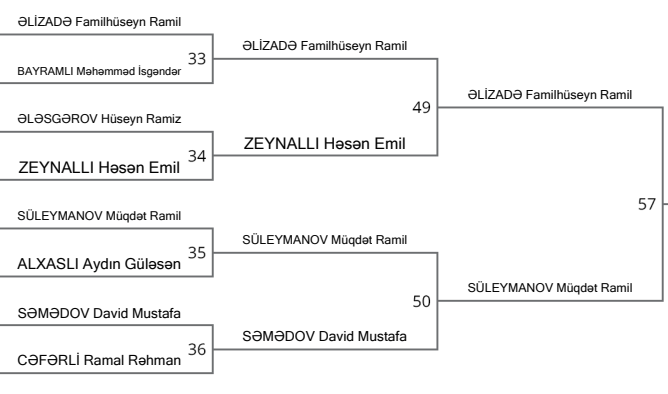 ƏLİZADƏ Familhüseyn Ramil
33
BAYRAMLI Məhəmməd İsgəndər
ƏLƏSGƏROV Hüseyn Ramiz
34
ZEYNALLI Həsən Emil
SÜLEYMANOV Müqdət Ramil
35
ALXASLI Aydın Güləsən
SƏMƏDOV David Mustafa
36
CƏFƏRLİ Ramal Rəhman
ƏLİZADƏ Familhüseyn Ramil
49
ZEYNALLI Həsən Emil
SÜLEYMANOV Müqdət Ramil
50
SƏMƏDOV David Mustafa
ƏLİZADƏ Familhüseyn Ramil
57
SÜLEYMANOV Müqdət Ramil